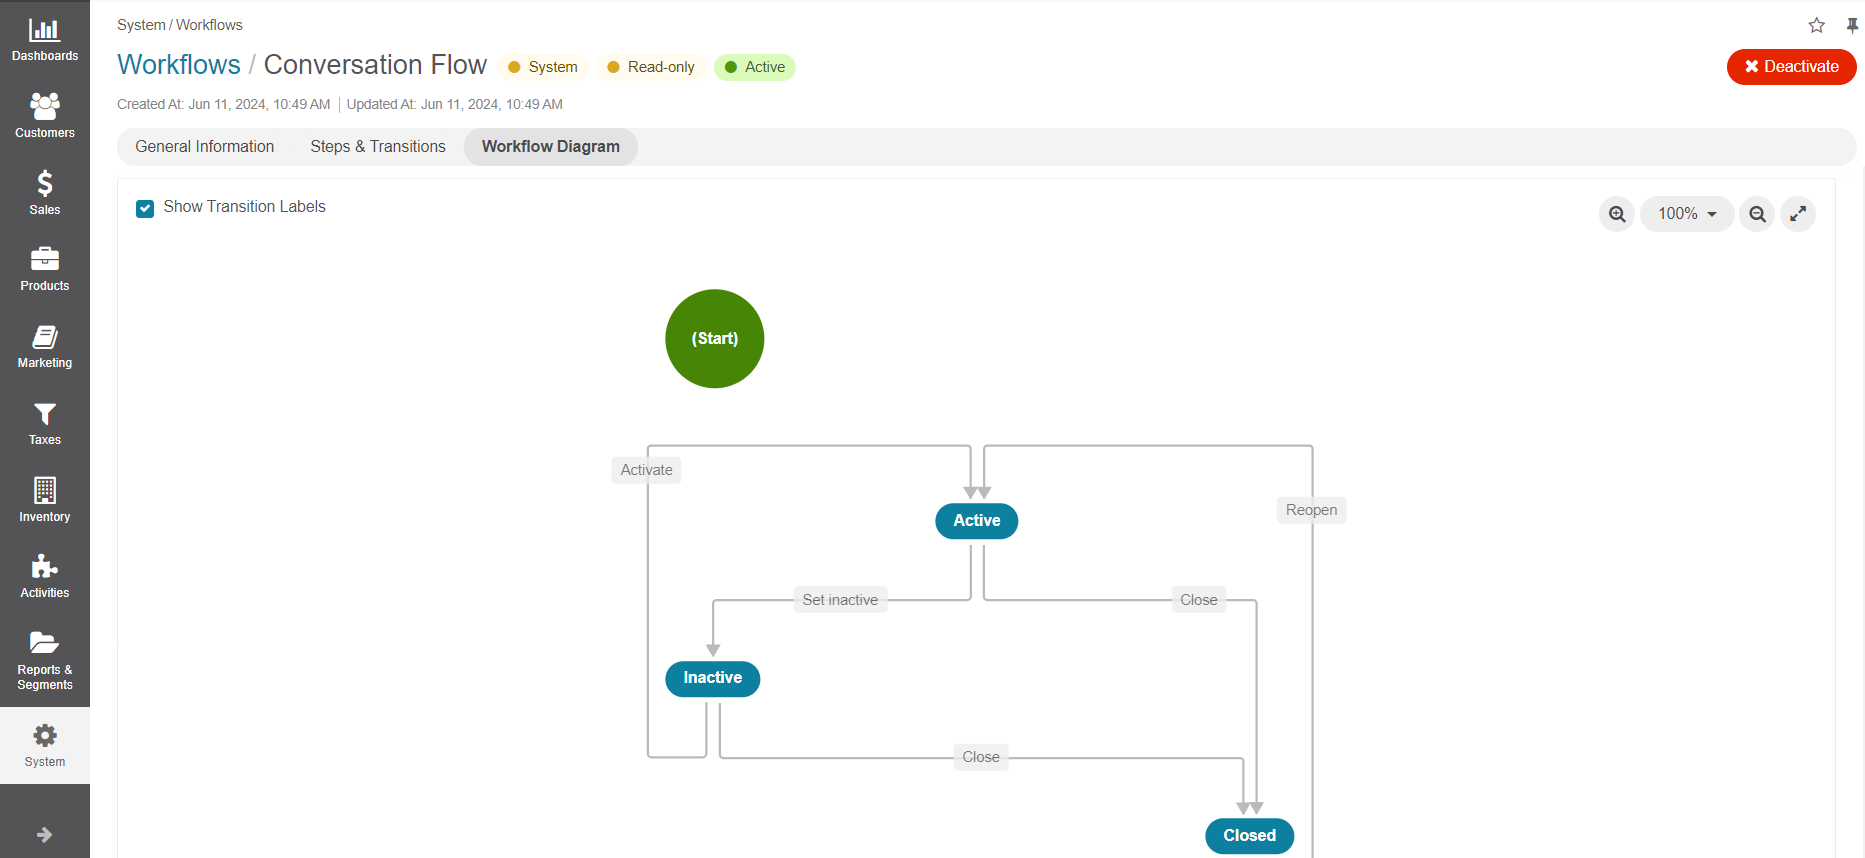 Dashboards
Customers
Sales
Products
Marketing
Taxes
Inventory
Activities
Reports &
Segments
System
System / Workflows
Workflows / Conversation Flow
System
Read-only
Active
Deactivate
Created At: Jun 11, 2024, 10:49 AM
Updated At: Jun 11, 2024, 10:49 AM
General Information
Steps & Transitions
Workflow Diagram
Show Transition Labels
100%
(Start)
Activate
Active
Reopen
Set inactive
Close
Inactive
Close
Closed